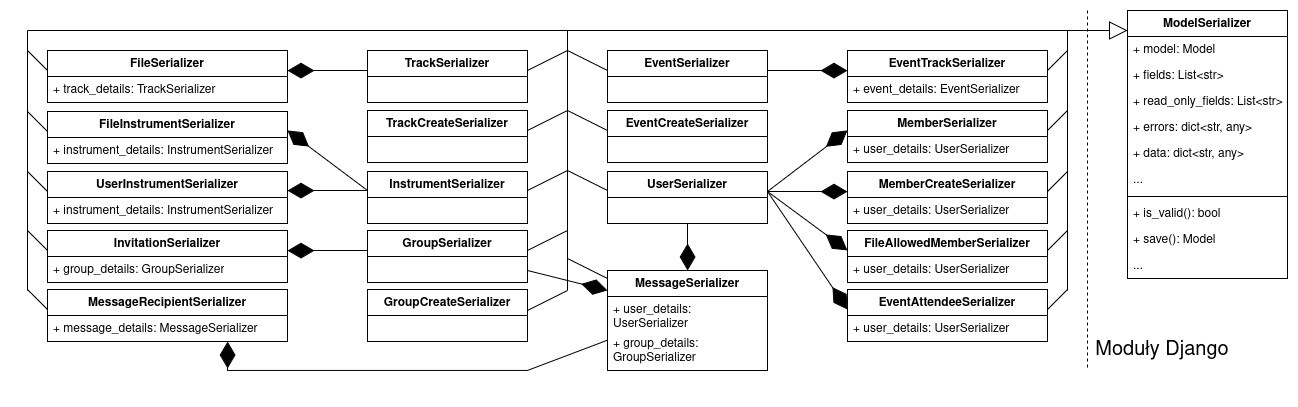 FileSerializer
+ track_details: TrackSerializer
FileInstrumentSerializer
+ instrument_details: InstrumentSerializer
UserInstrumentSerializer
+ instrument_details: InstrumentSerializer
InvitationSerializer
+ group_details: GroupSerializer
MessageRecipientSerializer
+ message_details: MessageSerializer
TrackSerializer
TrackCreateSerializer
InstrumentSerializer
GroupSerializer
GroupCreateSerializer
EventSerializer
EventCreateSerializer
UserSerializer
MessageSerializer
+ user_details:
UserSerializer
+ group_details:
GroupSerializer
EventTrackSerializer
+ event_details: EventSerializer
MemberSerializer
+ user_details: UserSerializer
MemberCreateSerializer
+ user_details: UserSerializer
FileAllowedMemberSerializer
+ user_details: UserSerializer
EventAttendeeSerializer
+ user_details: UserSerializer
ModelSerializer
+ model: Model
+ fields: List<str>
+ read_only_fields: List<str>
+ errors: dict<str, any>
+ data: dict<str, any>
...
+ is_valid(): bool
+ save(): Model
...
Moduły Django